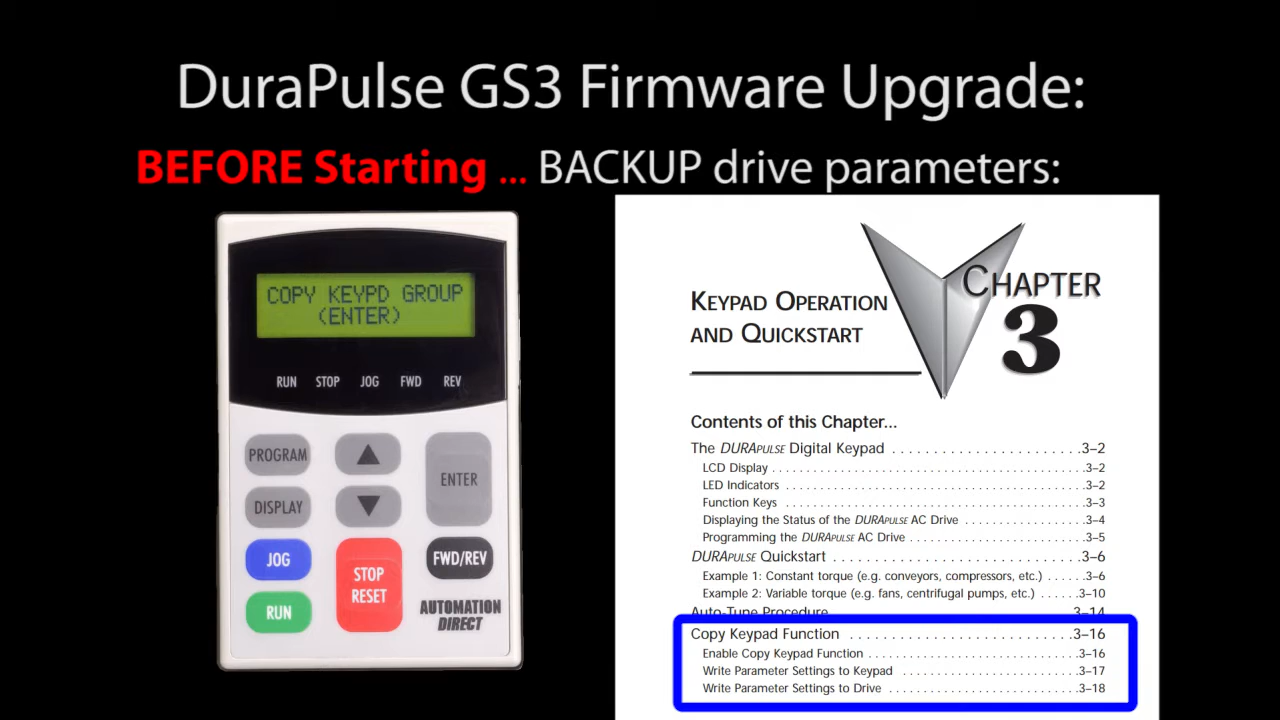 DuraPulse GS3 Firmware Upgrade:
BEFORE Starting ... BACKUP drive parameters:
COPY KEYPD GROUP
(ENTER)
RUN STOP JOG FWD REV
PROGRAM
ENTER
DISPLAY
JOG
STOP
RESET
FWD/REV
RUN
AUTOMATION
DIRECT
KEYPAD OPERATION
AND QUICKSTART
CHAPTER
3
Contents of this Chapter...
The DURAPULSE Digital Keypad . . . . . . . . . . . . . . . . . . . . . . .3–2
LCD Display . . . . . . . . . . . . . . . . . . . . . . . . . . . . . . . . . . . . . . . . . .3–2
LED Indicators . . . . . . . . . . . . . . . . . . . . . . . . . . . . . . . . . . . . . . . .3–2
Function Keys . . . . . . . . . . . . . . . . . . . . . . . . . . . . . . . . . . . . . . . .3–3
Displaying the Status of the DURAPULSE AC Drive . . . . . . . . . . . . . . . .3–4
Programming the DURAPULSE AC Drive . . . . . . . . . . . . . . . . . . . . . . .3–5
DURAPULSE Quickstart . . . . . . . . . . . . . . . . . . . . . . . . . . . . .3–6
Example 1: Constant torque (e.g. conveyors, compressors, etc.) . . . . . .3–6
Example 2: Variable torque (e.g. fans, centrifugal pumps, etc.) . . . . . .3–10
Auto-Tune Procedure 3–14
Copy Keypad Function . . . . . . . . . . . . . . . . . . . . . . . . . .3–16
Enable Copy Keypad Function . . . . . . . . . . . . . . . . . . . . . . . . . . . .3–16
Write Parameter Settings to Keypad . . . . . . . . . . . . . . . . . . . . . . .3–17
Write Parameter Settings to Drive . . . . . . . . . . . . . . . . . . . . . . . . .3–18